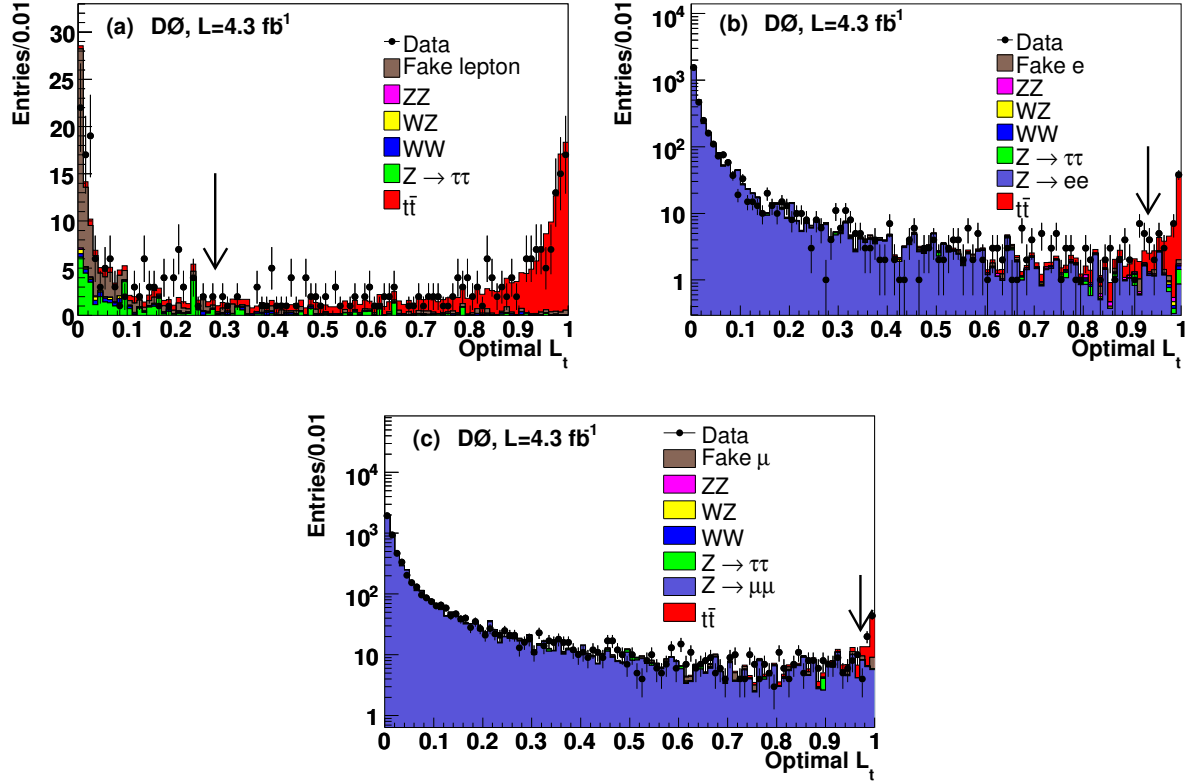 (a) DØ, L=4.3 fb-1
Entries/0.01
30
25
20
15
10
5
0
Data
Fake lepton
ZZ
WZ
WW
Z → ττ
tt̄
0 0.1 0.2 0.3 0.4 0.5 0.6 0.7 0.8 0.9 1
Optimal Lt
(b) DØ, L=4.3 fb-1
Entries/0.01
10^4
10^3
10^2
10
1
Data
Fake e
ZZ
WZ
WW
Z → ττ
Z → ee
tt̄
0 0.1 0.2 0.3 0.4 0.5 0.6 0.7 0.8 0.9 1
Optimal Lt
(c) DØ, L=4.3 fb-1
Entries/0.01
10^4
10^3
10^2
10
1
Data
Fake μ
ZZ
WZ
WW
Z → ττ
Z → μμ
tt̄
0 0.1 0.2 0.3 0.4 0.5 0.6 0.7 0.8 0.9 1
Optimal Lt